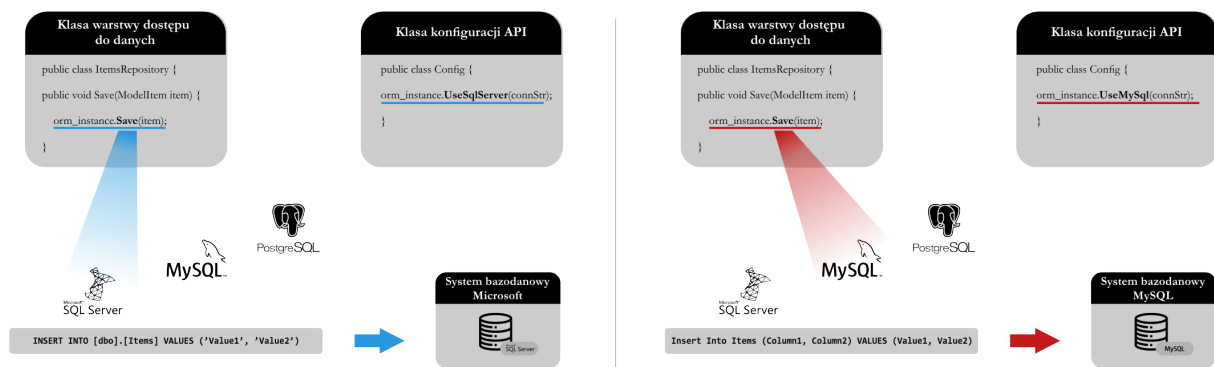 Klasa warstwy dostępu
do danych
public class ItemsRepository {
public void Save(ModelItem item) {
orm_instance.Save(item);
}
Klasa konfiguracji API
public class Config {
orm_instance.UseSqlServer(connStr);
}
PostgreSQL
MySQL
Microsoft
SQL Server
System bazodanowy
Microsoft
SQL Server
INSERT INTO [dbo].[Items] VALUES (’Value1’, ’Value2’)
Klasa warstwy dostępu
do danych
public class ItemsRepository {
public void Save(ModelItem item) {
orm_instance.Save(item);
}
Klasa konfiguracji API
public class Config {
orm_instance.UseMySql(connStr);
}
PostgreSQL
MySQL
Microsoft
SQL Server
System bazodanowy
MySQL
MySQL
Insert Into Items (Column1, Column2) VALUES (Value1, Value2)